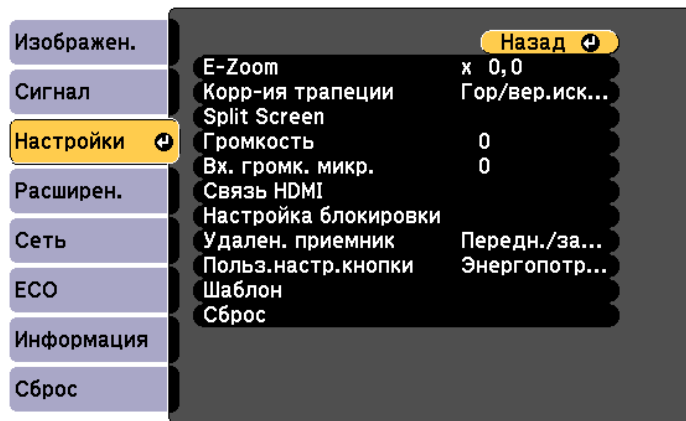 Изображен.
Сигнал
Настройки
Расширен.
Сеть
ECO
Информация
Сброс
Назад
E-Zoom x 0,0
Корр-ия трапеции Гор/вер.иск...
Split Screen
Громкость 0
Вх. громк. микр. 0
Связь HDMI
Настройка блокировки
Удален. приемник Передн./за...
Польз.настр.кнопки Энергопотр...
Шаблон
Сброс